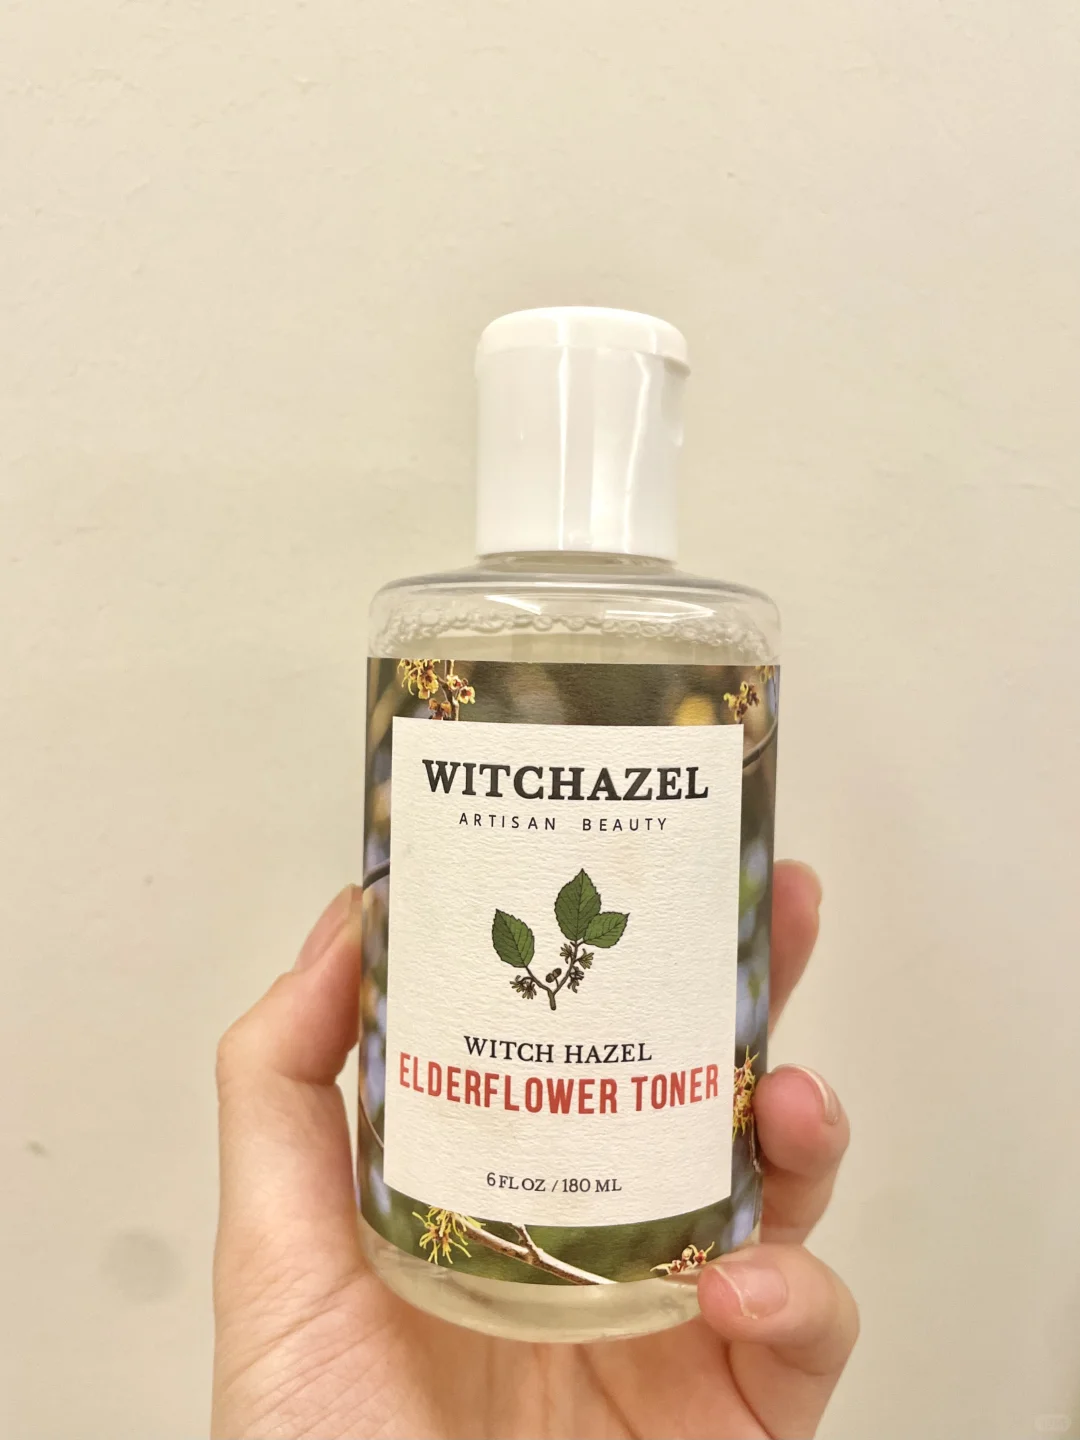 WITCHAZEL
ARTISAN BEAUTY
WITCH HAZEL
ELDERFLOWER TONER
6 FL OZ / 180 ML